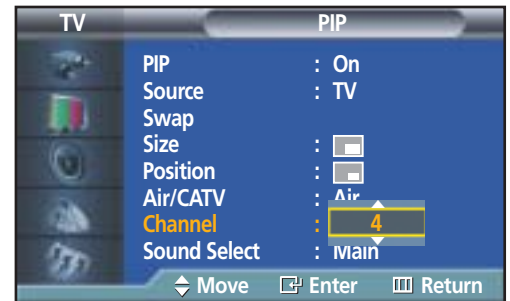 TV PIP
PIP : On
Source : TV
Swap
Size :
Position :
Air/CATV : Air
Channel : 4
Sound Select : Main
Move Enter Return